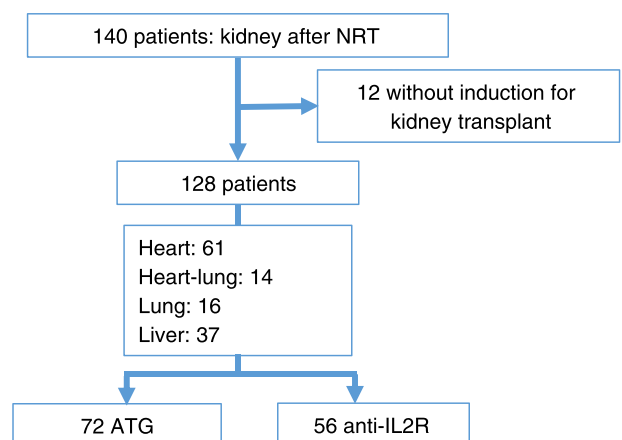 140 patients: kidney after NRT
12 without induction for
kidney transplant
128 patients
Heart: 61
Heart-lung: 14
Lung: 16
Liver: 37
72 ATG
56 anti-IL2R